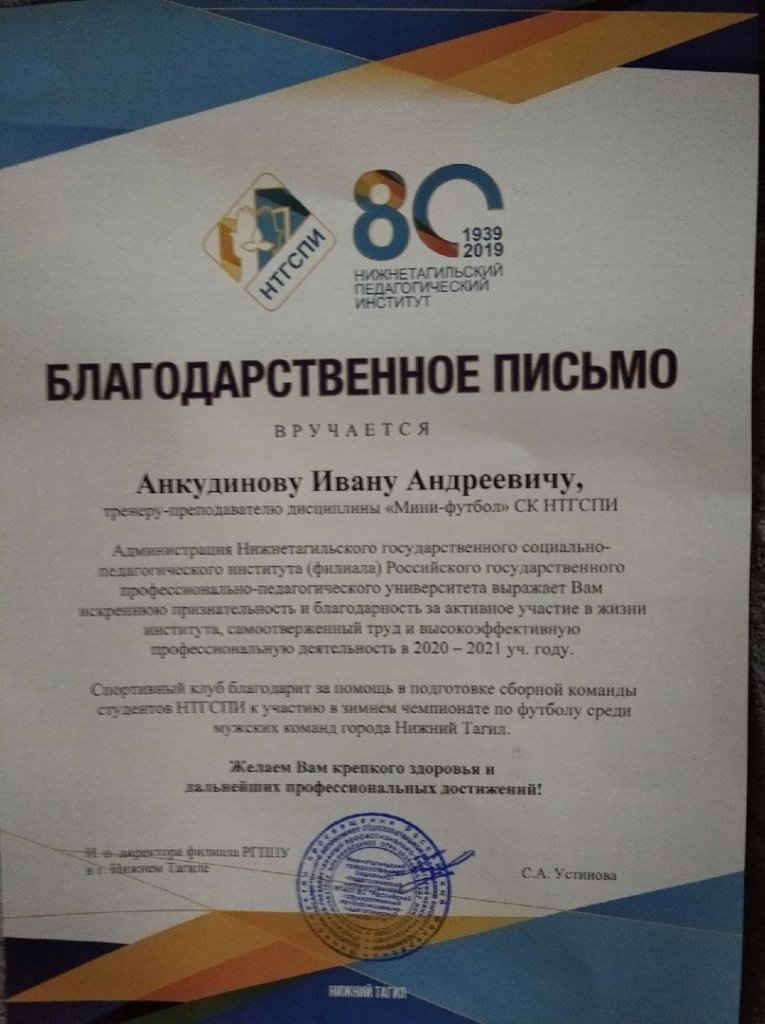 НТГСПИ
80
1939
2019
НИЖНЕТАГИЛЬСКИЙ
ПЕДАГОГИЧЕСКИЙ
ИНСТИТУТ
БЛАГОДАРСТВЕННОЕ ПИСЬМО
ВРУЧАЕТСЯ
Анкудинову Ивану Андреевичу,
тренеру-преподавателю дисциплины «Мини-футбол» СК НТГСПИ
Администрация Нижнетагильского государственного социально-
педагогического института (филиала) Российского государственного
профессионально-педагогического университета выражает Вам
искреннюю признательность и благодарность за активное участие в жизни
института, самоотверженный труд и высокоэффективную
профессиональную деятельность в 2020 – 2021 уч. году.
Спортивный клуб благодарит за помощь в подготовке сборной команды
студентов НТГСПИ к участию в зимнем чемпионате по футболу среди
мужских команд города Нижний Тагил.
Желаем Вам крепкого здоровья и
дальнейших профессиональных достижений!
И. о. директора филиала РГППУ
в г. Нижнем Тагиле
С.А. Устинова
НИЖНИЙ ТАГИЛ